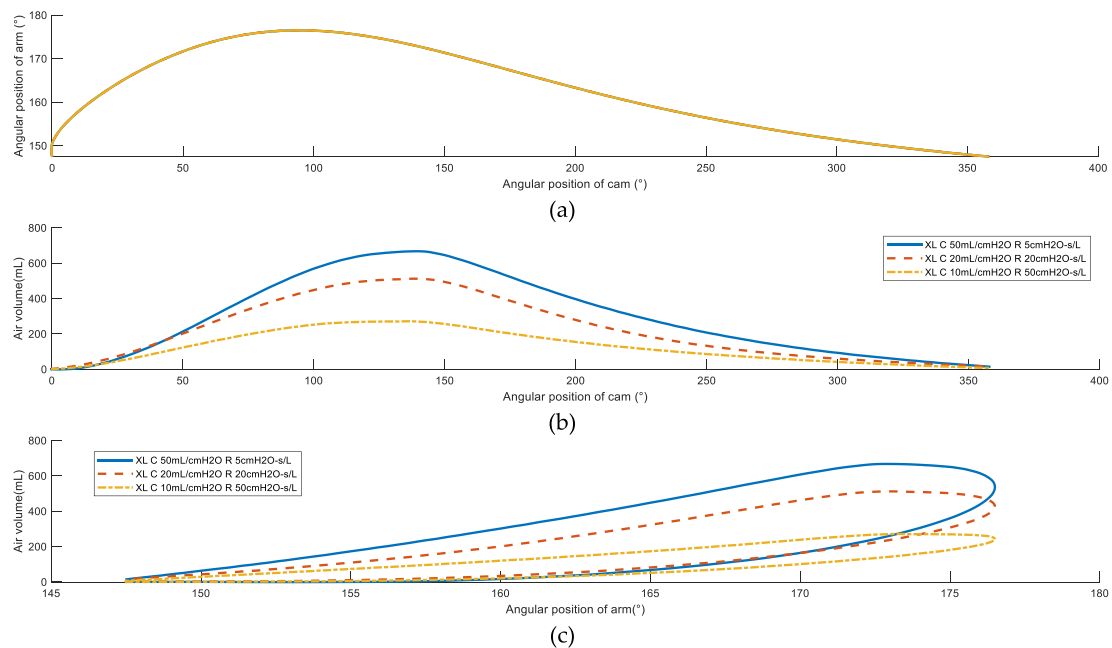 180
170
160
150
Angular position of arm (°)
0 50 100 150 200 250 300 350 400
Angular position of cam (°)
(a)
800
600
400
200
0
Air volume(mL)
XL C 50mL/cmH2O R 5cmH2O-s/L
XL C 20mL/cmH2O R 20cmH2O-s/L
XL C 10mL/cmH2O R 50cmH2O-s/L
0 50 100 150 200 250 300 350 400
Angular position of cam (°)
(b)
800
600
400
200
0
Air volume(mL)
XL C 50mL/cmH2O R 5cmH2O-s/L
XL C 20mL/cmH2O R 20cmH2O-s/L
XL C 10mL/cmH2O R 50cmH2O-s/L
145 150 155 160 165 170 175 180
Angular position of arm(°)
(c)